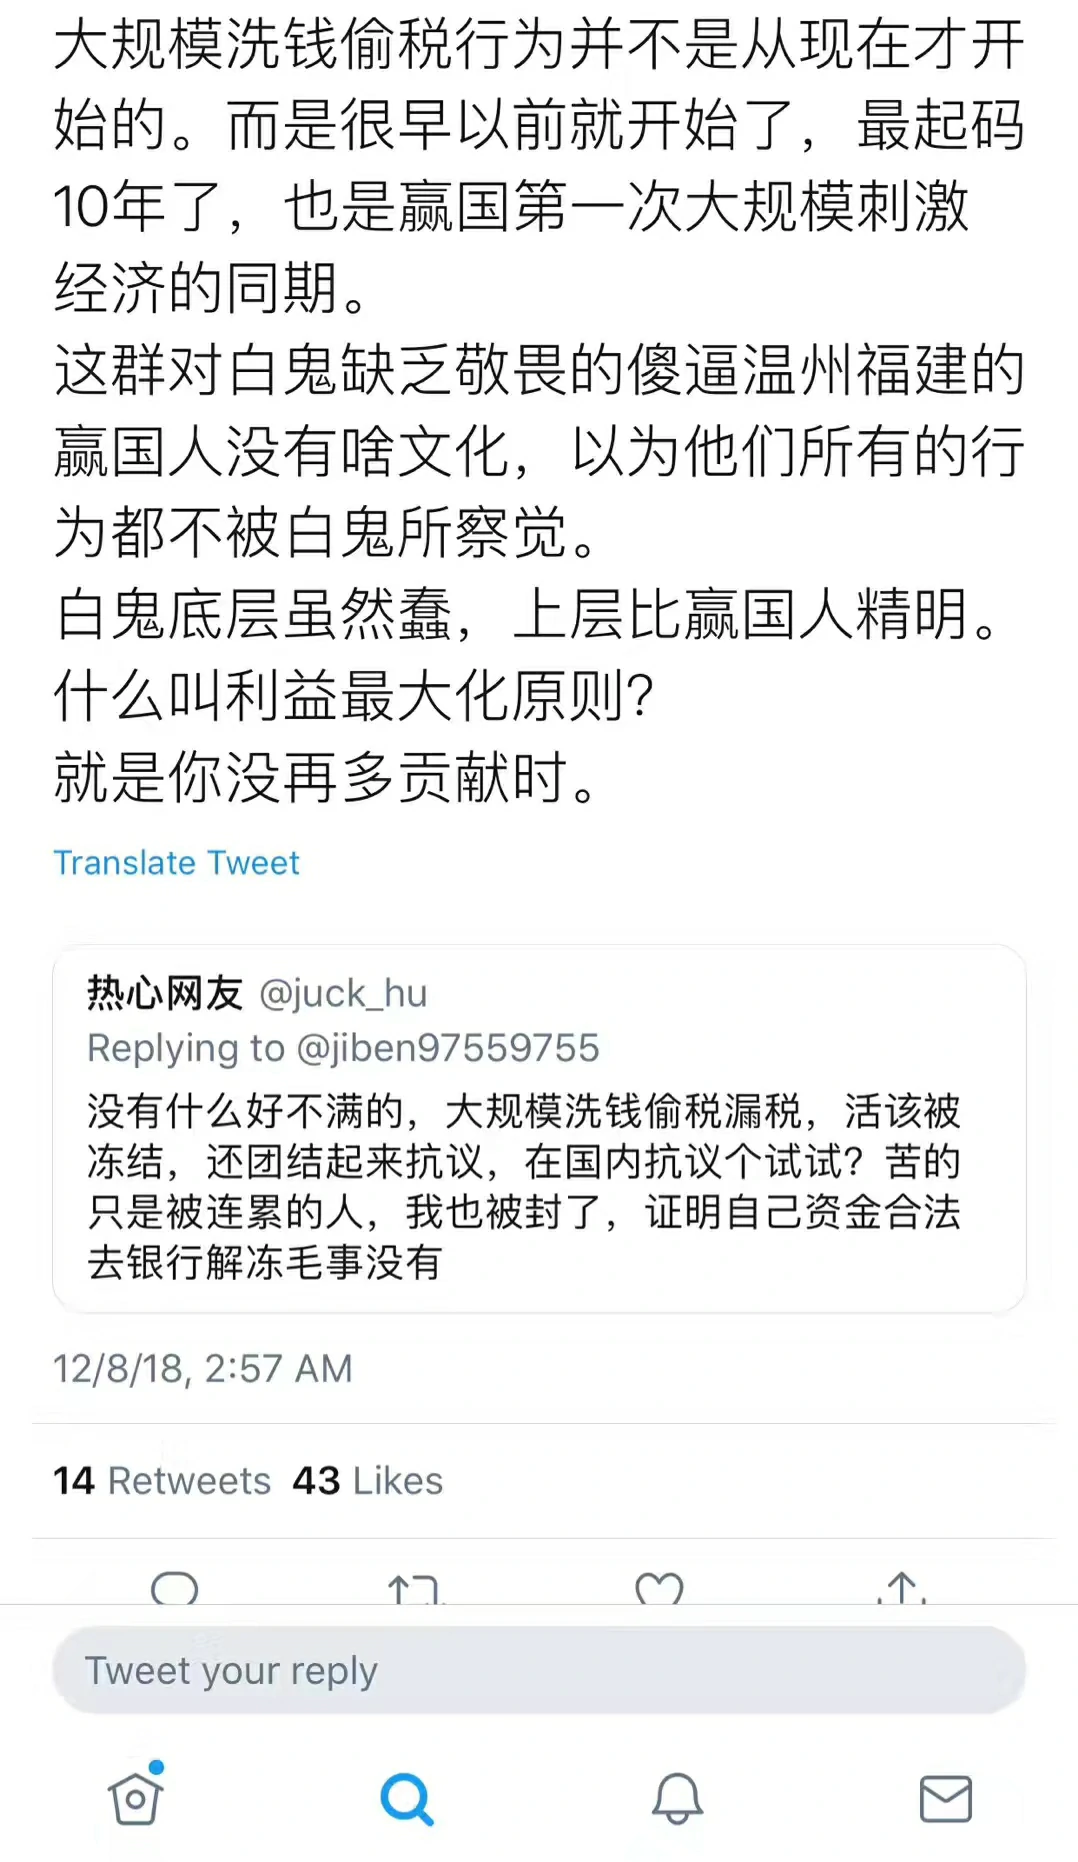 大规模洗钱偷税行为并不是从现在才开
始的。而是很早以前就开始了，最起码
10年了，也是赢国第一次大规模刺激
经济的同期。
这群对白鬼缺乏敬畏的傻逼温州福建的
赢国人没有啥文化，以为他们所有的行
为都不被白鬼所察觉。
白鬼底层虽然蠢，上层比赢国人精明。
什么叫利益最大化原则？
就是你没再多贡献时。
Translate Tweet
热心网友 @juck_hu
Replying to @jiben97559755
没有什么好不满的，大规模洗钱偷税漏税，活该被
冻结，还团结起来抗议，在国内抗议个试试？苦的
只是被连累的人，我也被封了，证明自己资金合法
去银行解冻毛事没有
12/8/18, 2:57 AM
14 Retweets 43 Likes
Tweet your reply